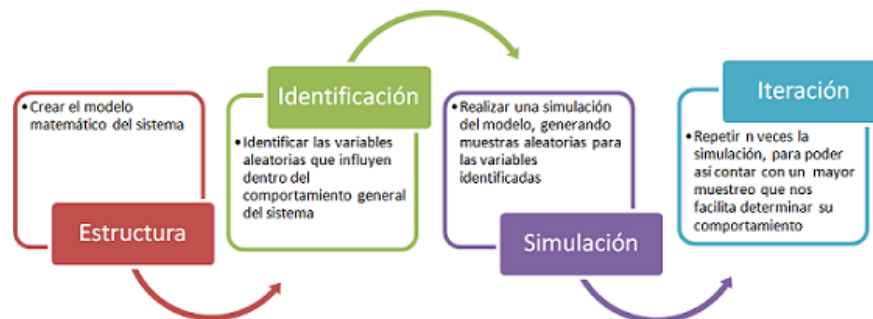 • Crear el modelo
matemático del sistema
Estructura
Identificación
• Identificar las variables
aleatorias que influyen
dentro del
comportamiento general
del sistema
• Realizar una simulación
del modelo, generando
muestras aleatorias para
las variables
identificadas
Simulación
Iteración
• Repetir n veces la
simulación, para poder
así contar con un mayor
muestreo que nos
facilita determinar su
comportamiento